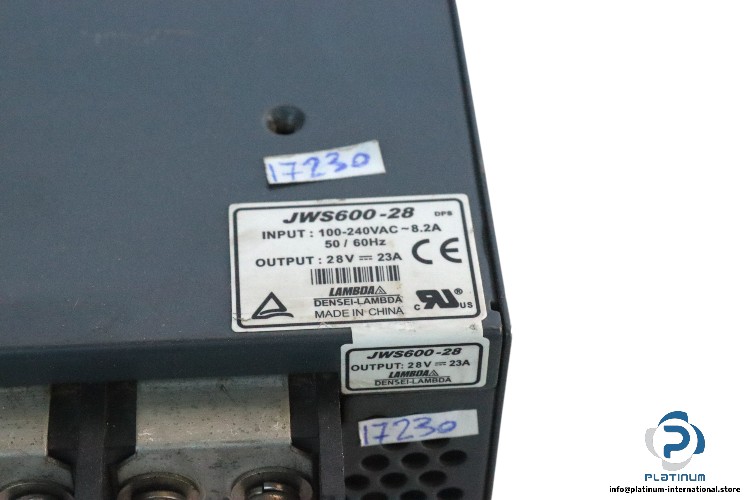 17230
JWS600-28 DPS
INPUT : 100-240VAC ~ 8.2A
50 / 60Hz
OUTPUT : 28V ⎓ 23A
CE
LAMBDA
DENSEI-LAMBDA
MADE IN CHINA
c RU US
JWS600-28
OUTPUT : 28V ⎓ 23A
LAMBDA
DENSEI-LAMBDA
17230
PLATINUM
info@platinum-international.store